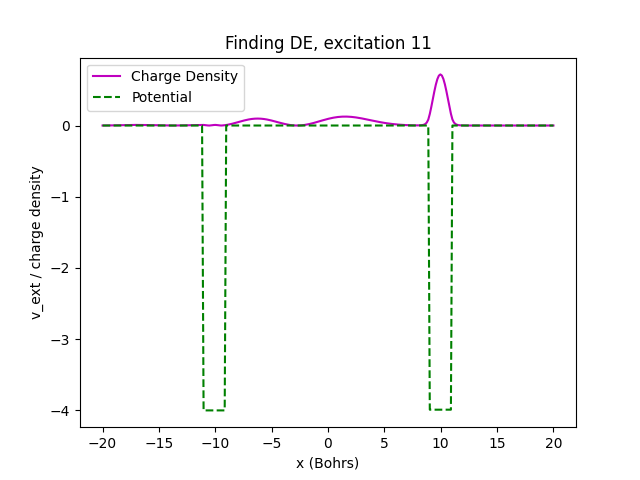 Finding DE, excitation 11
Charge Density
Potential
v_ext / charge density
0
−1
−2
−3
−4
−20
−15
−10
−5
0
5
10
15
20
x (Bohrs)